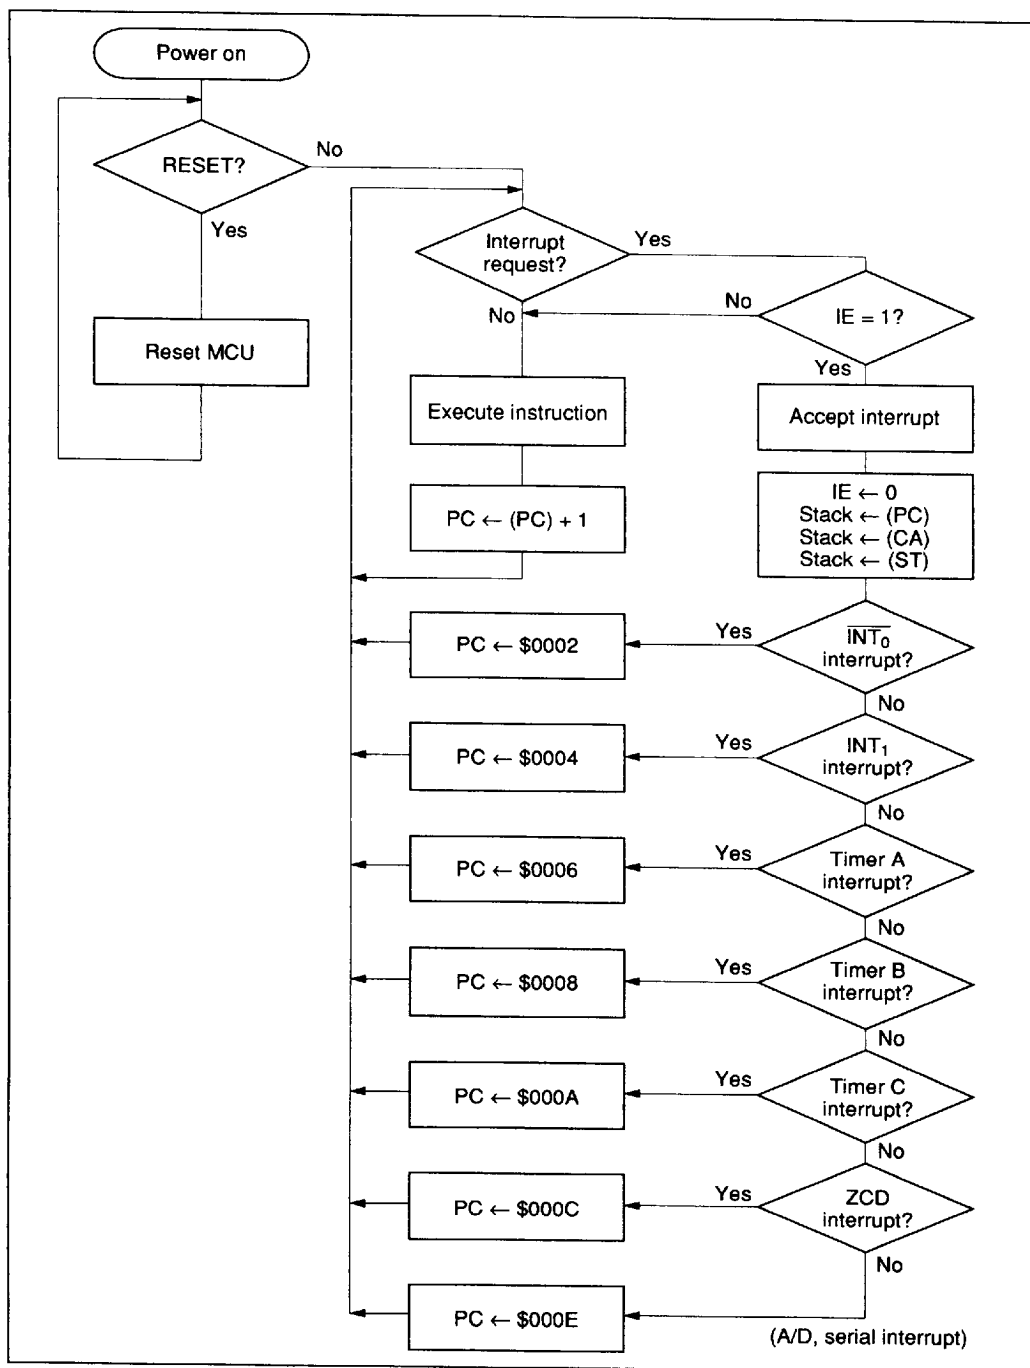 Power on
RESET?
No
Yes
Reset MCU
Interrupt
request?
Yes
No
IE = 1?
No
Yes
Execute instruction
Accept interrupt
PC ← (PC) + 1
IE ← 0
Stack ← (PC)
Stack ← (CA)
Stack ← (ST)
PC ← $0002
Yes
I̅N̅T̅₀̅
interrupt?
No
PC ← $0004
Yes
INT₁
interrupt?
No
PC ← $0006
Yes
Timer A
interrupt?
No
PC ← $0008
Yes
Timer B
interrupt?
No
PC ← $000A
Yes
Timer C
interrupt?
No
PC ← $000C
Yes
ZCD
interrupt?
No
PC ← $000E
(A/D, serial interrupt)